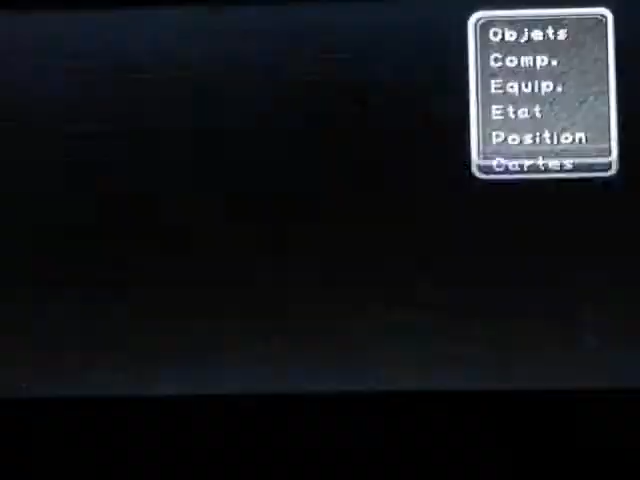 Objets
Comp.
Equip.
Etat
Position
Cartes